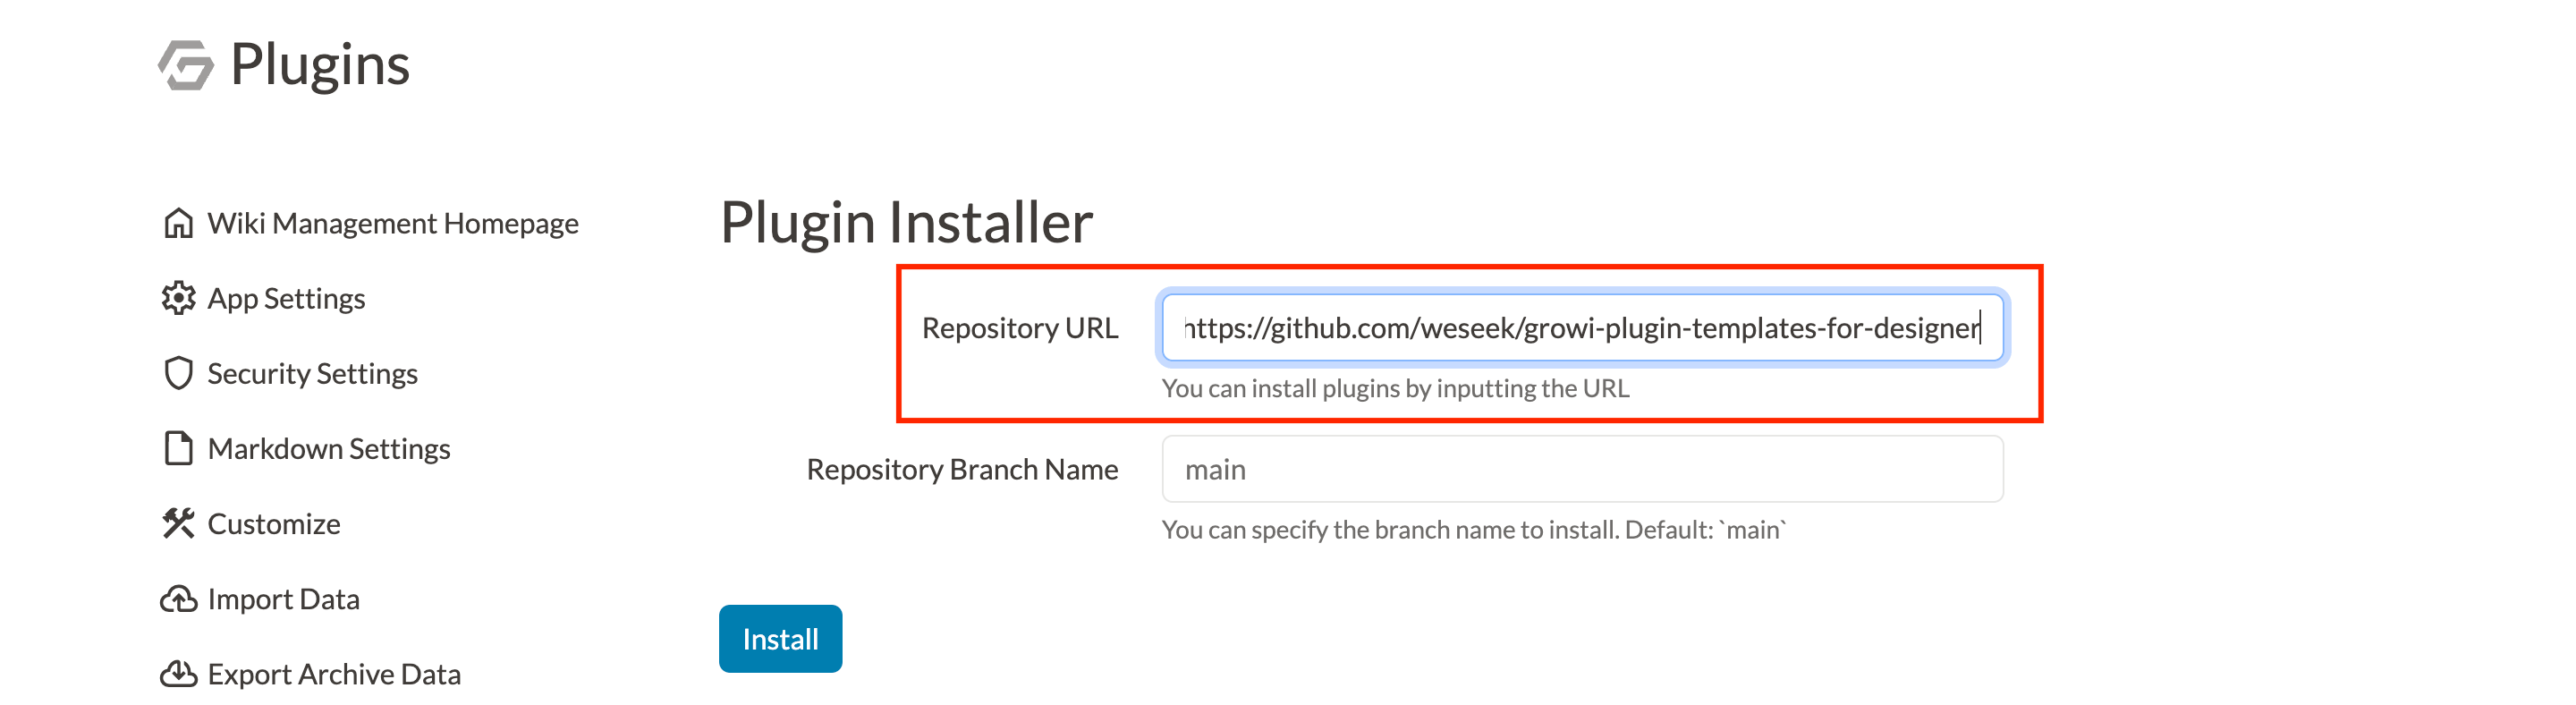 Plugins
Wiki Management Homepage
App Settings
Security Settings
Markdown Settings
Customize
Import Data
Export Archive Data
Plugin Installer
Repository URL https://github.com/weseek/growi-plugin-templates-for-designer
You can install plugins by inputting the URL
Repository Branch Name main
You can specify the branch name to install. Default: `main`
Install